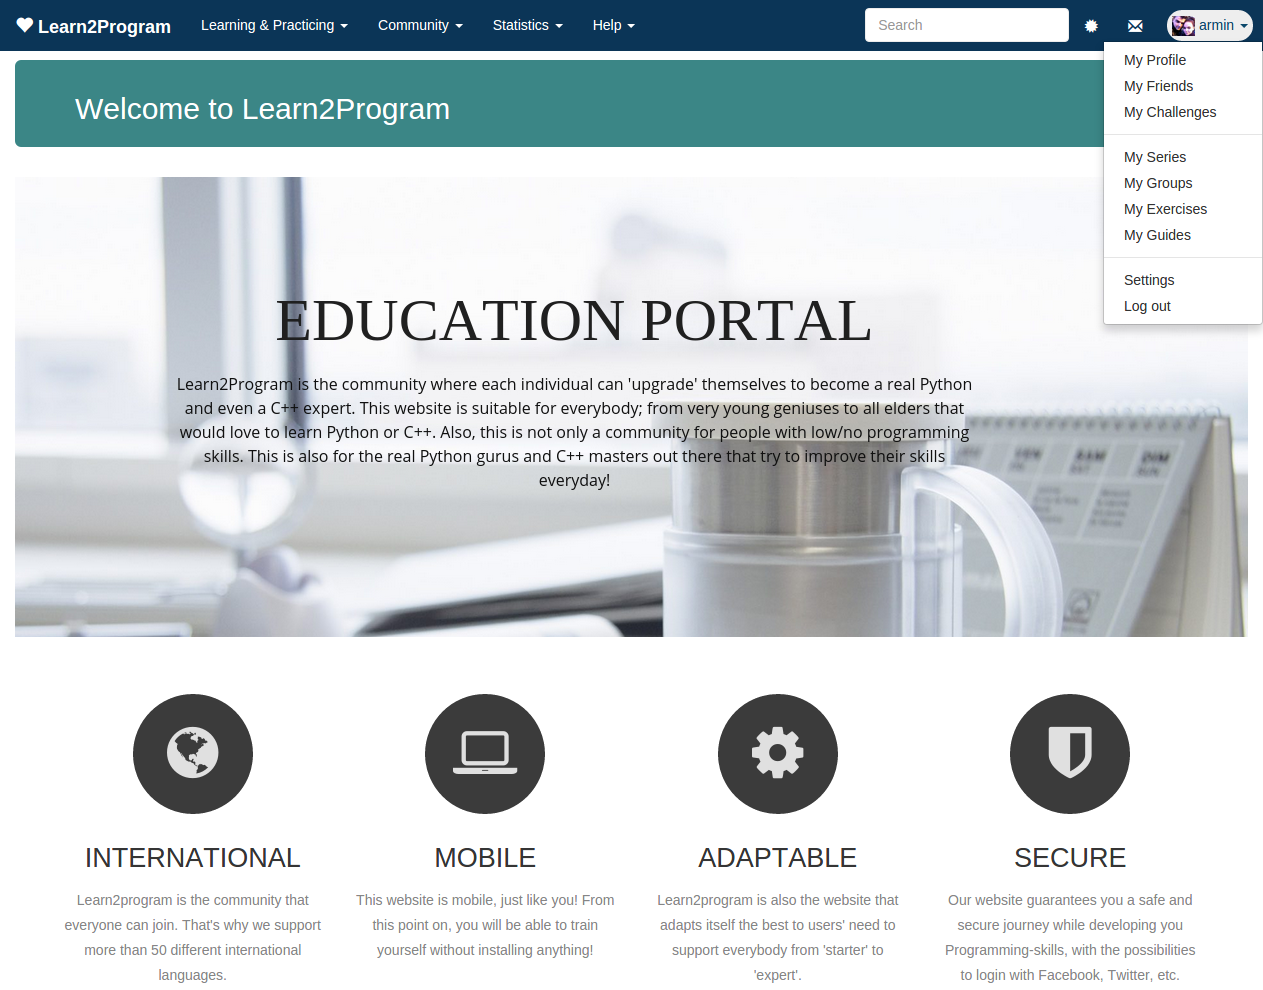 Learn2Program Learning & Practicing Community Statistics Help Search armin
My Profile
My Friends
My Challenges
My Series
My Groups
My Exercises
My Guides
Settings
Log out
Welcome to Learn2Program
EDUCATION PORTAL
Learn2Program is the community where each individual can 'upgrade' themselves to become a real Python
and even a C++ expert. This website is suitable for everybody; from very young geniuses to all elders that
would love to learn Python or C++. Also, this is not only a community for people with low/no programming
skills. This is also for the real Python gurus and C++ masters out there that try to improve their skills
everyday!
INTERNATIONAL
Learn2program is the community that
everyone can join. That's why we support
more than 50 different international
languages.
MOBILE
This website is mobile, just like you! From
this point on, you will be able to train
yourself without installing anything!
ADAPTABLE
Learn2program is also the website that
adapts itself the best to users' need to
support everybody from 'starter' to
'expert'.
SECURE
Our website guarantees you a safe and
secure journey while developing you
Programming-skills, with the possibilities
to login with Facebook, Twitter, etc.